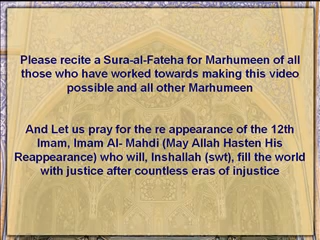 Please recite a Sura-al-Fateha for Marhumeen of all
those who have worked towards making this video
possible and all other Marhumeen
And Let us pray for the re appearance of the 12th
Imam, Imam Al- Mahdi (May Allah Hasten His
Reappearance) who will, Inshallah (swt), fill the world
with justice after countless eras of injustice